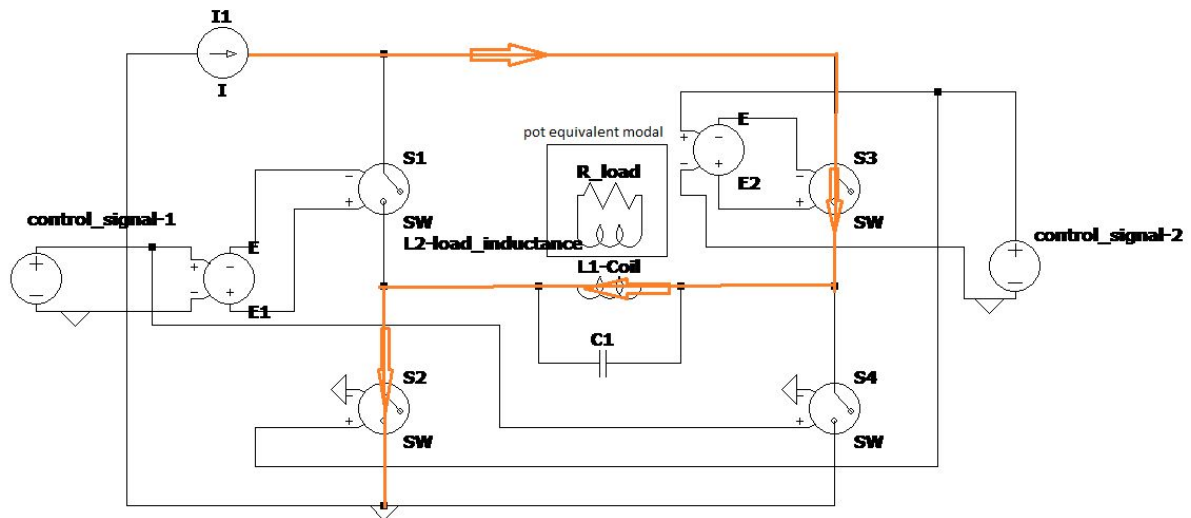 I1
I
pot equivalent modal
E
S1
R_load
S3
E2
control_signal-1
SW
SW
E
L2-load_inductance
control_signal-2
L1-Coil
E1
C1
S2
S4
SW
SW